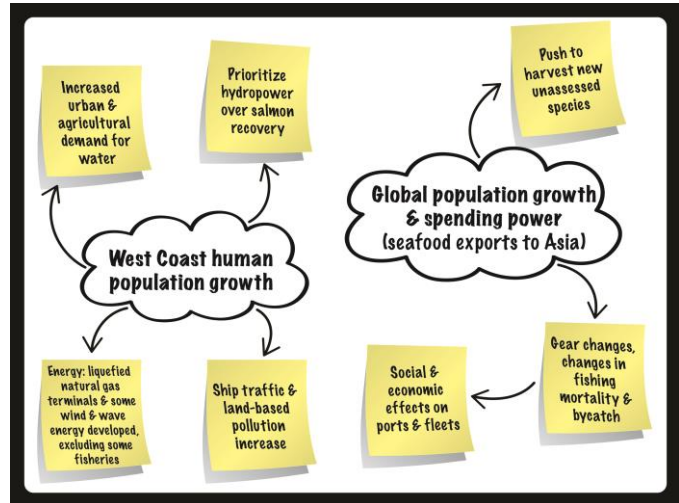 Increased
urban &
agricultural
demand for
water
Prioritize
hydropower
over salmon
recovery
Push to
harvest new
unassessed
species
West Coast human
population growth
Global population growth
& spending power
(seafood exports to Asia)
Energy: liquefied
natural gas
terminals & some
wind & wave
energy developed,
excluding some
fisheries
Ship traffic &
land-based
pollution
increase
Social &
economic
effects on
ports & fleets
Gear changes,
changes in
fishing
mortality &
bycatch